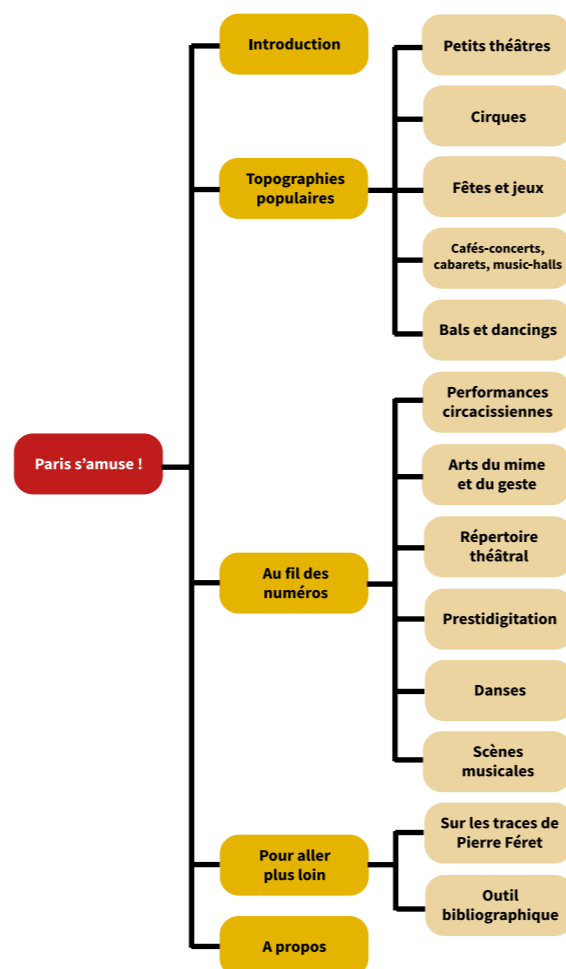 Paris s'amuse !
Introduction
Topographies
populaires
Petits théâtres
Cirques
Fêtes et jeux
Cafés-concerts,
cabarets, music-halls
Bals et dancings
Au fil des
numéros
Performances
circacissiennes
Arts du mime
et du geste
Répertoire
théâtral
Prestidigitation
Danses
Scènes
musicales
Pour aller
plus loin
Sur les traces de
Pierre Féret
Outil
bibliographique
A propos